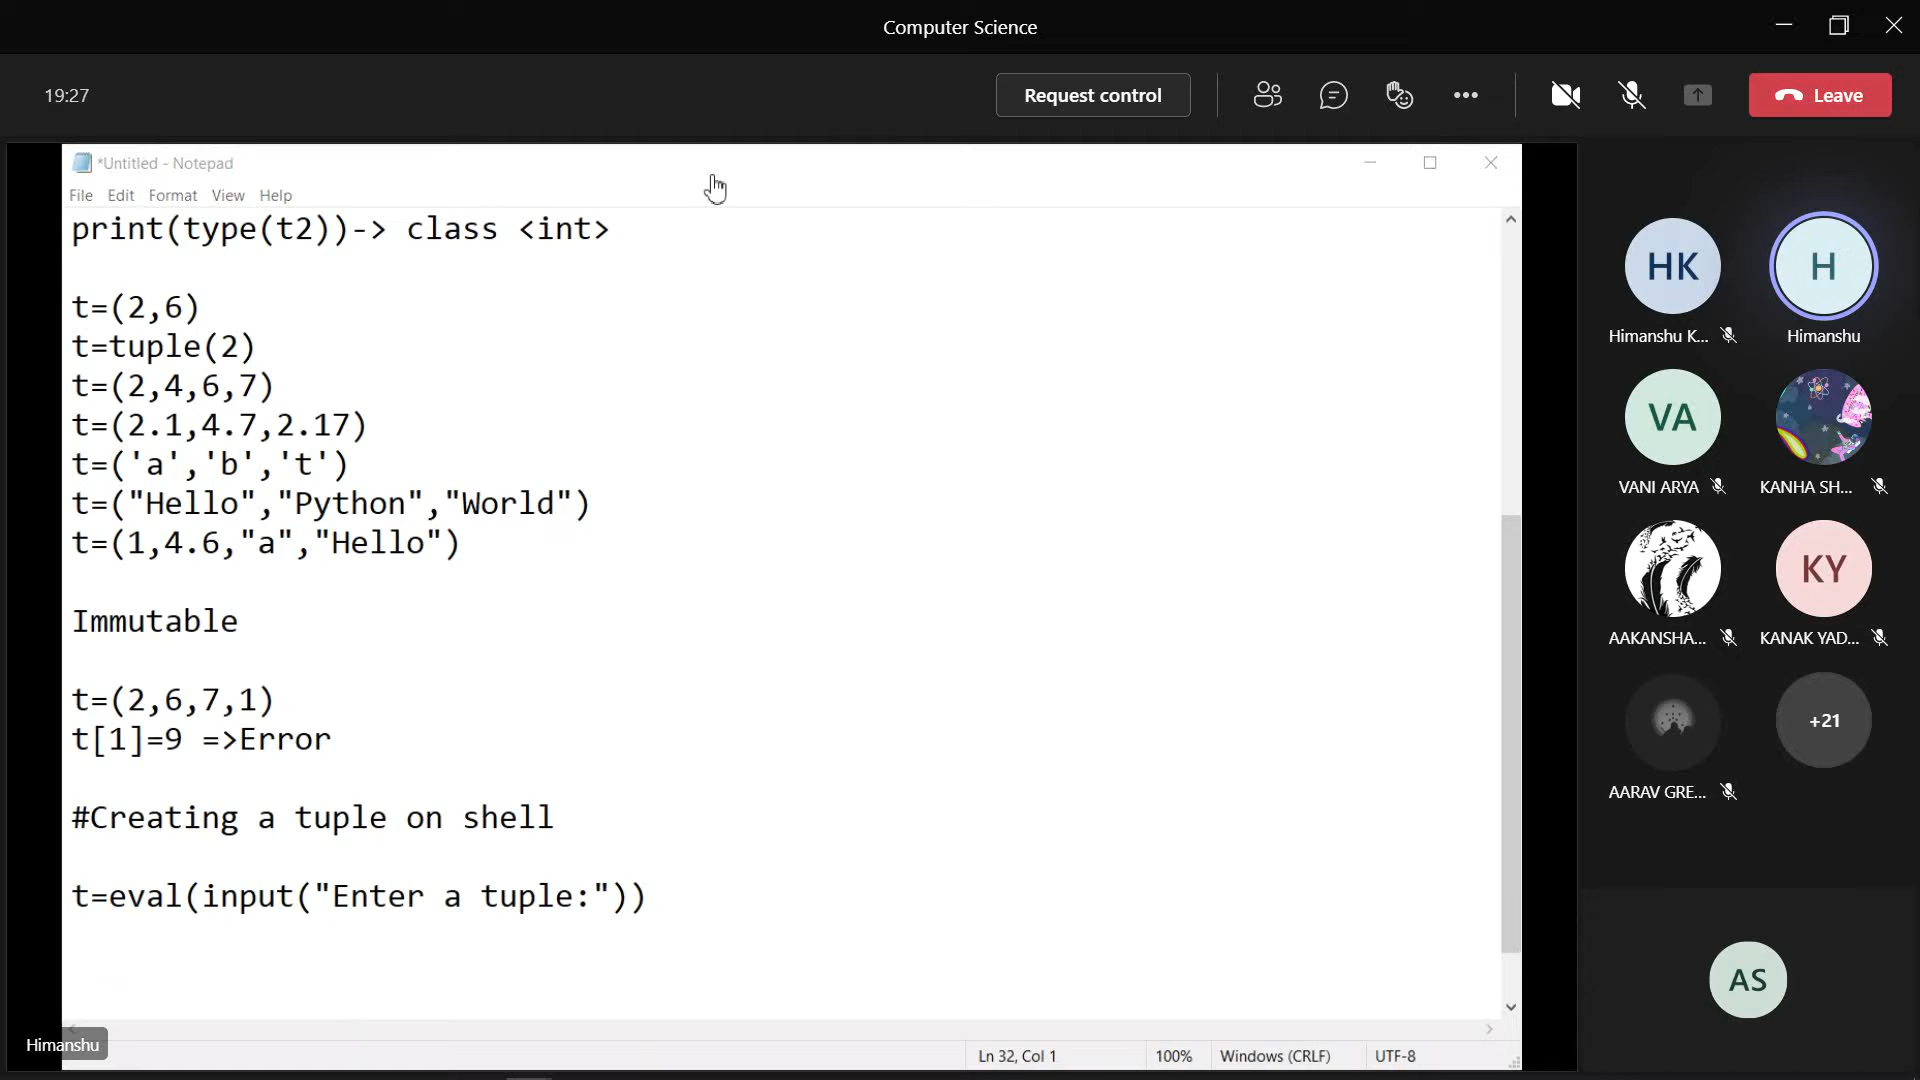 Computer Science
19:27
Request control
Leave
*Untitled - Notepad
File Edit Format View Help
print(type(t2))-> class <int>
t=(2,6)
t=tuple(2)
t=(2,4,6,7)
t=(2.1,4.7,2.17)
t=('a','b','t')
t=("Hello","Python","World")
t=(1,4.6,"a","Hello")
Immutable
t=(2,6,7,1)
t[1]=9 =>Error
#Creating a tuple on shell
t=eval(input("Enter a tuple:"))
Himanshu
Ln 32, Col 1
100%
Windows (CRLF)
UTF-8
HK
H
Himanshu K...
Himanshu
VA
VANI ARYA
KANHA SH...
KY
AAKANSHA...
KANAK YAD...
+21
AARAV GRE...
AS